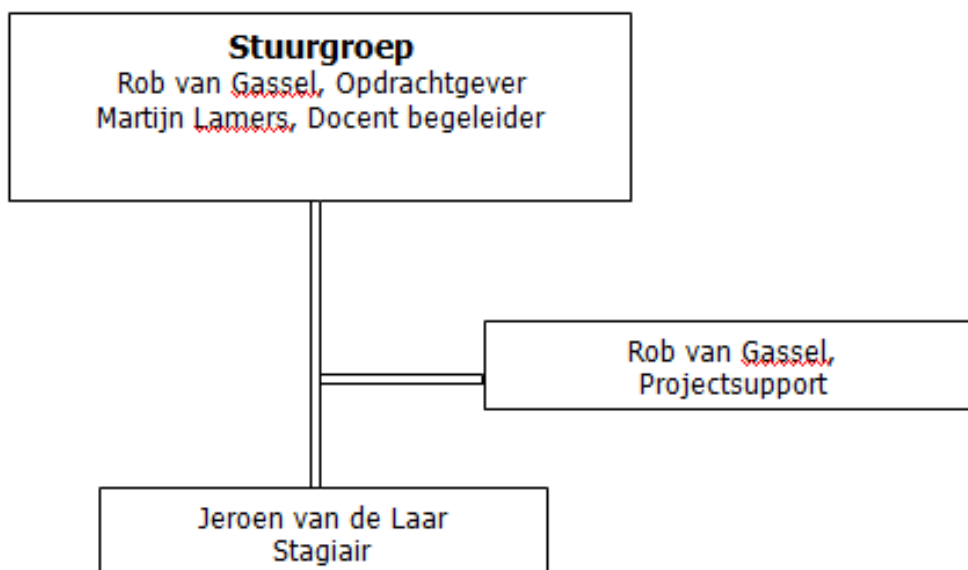 Stuurgroep
Rob van Gassel, Opdrachtgever
Martijn Lamers, Docent begeleider
Rob van Gassel,
Projectsupport
Jeroen van de Laar
Stagiair